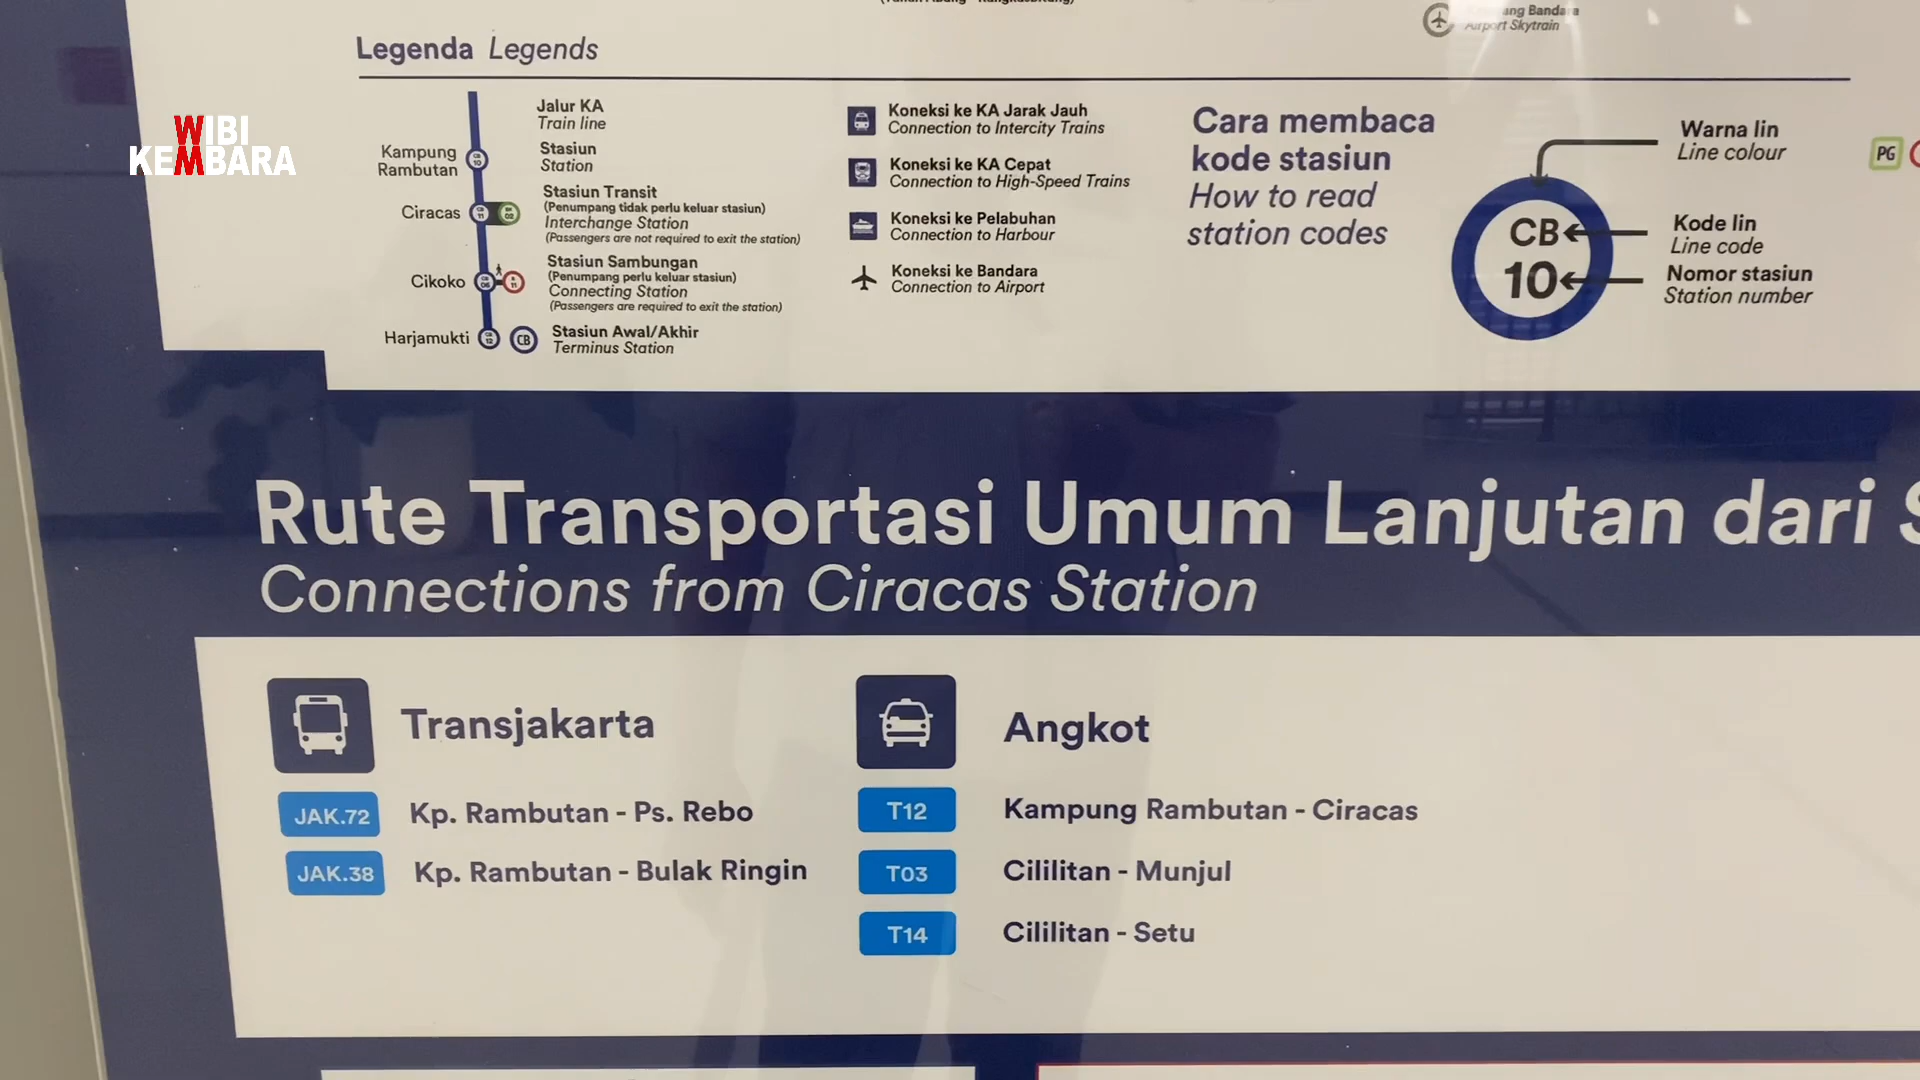 Airport Skytrain
Legenda Legends
WIBI
KEMBARA
Kampung
Rambutan
Ciracas
Cikoko
Harjamukti
CB
Jalur KA
Train line
Stasiun
Station
Stasiun Transit
(Penumpang tidak perlu keluar stasiun)
Interchange Station
(Passengers are not required to exit the station)
Stasiun Sambungan
(Penumpang perlu keluar stasiun)
Connecting Station
(Passengers are required to exit the station)
Stasiun Awal/Akhir
Terminus Station
Koneksi ke KA Jarak Jauh
Connection to Intercity Trains
Koneksi ke KA Cepat
Connection to High-Speed Trains
Koneksi ke Pelabuhan
Connection to Harbour
Koneksi ke Bandara
Connection to Airport
Cara membaca
kode stasiun
How to read
station codes
CB
10
Warna lin
Line colour
Kode lin
Line code
Nomor stasiun
Station number
PG
Rute Transportasi Umum Lanjutan dari
Connections from Ciracas Station
Transjakarta
JAK.72 Kp. Rambutan - Ps. Rebo
JAK.38 Kp. Rambutan - Bulak Ringin
Angkot
T12 Kampung Rambutan - Ciracas
T03 Cililitan - Munjul
T14 Cililitan - Setu